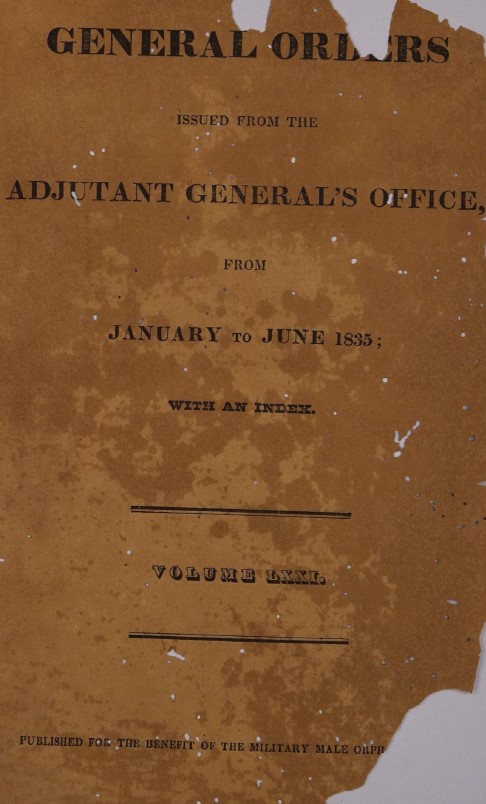 GENERAL ORDERS
ISSUED FROM THE
ADJUTANT GENERAL'S OFFICE,
FROM
JANUARY TO JUNE 1835;
WITH AN INDEX.
VOLUME LXXI.
PUBLISHED FOR THE BENEFIT OF THE MILITARY MALE ORPH